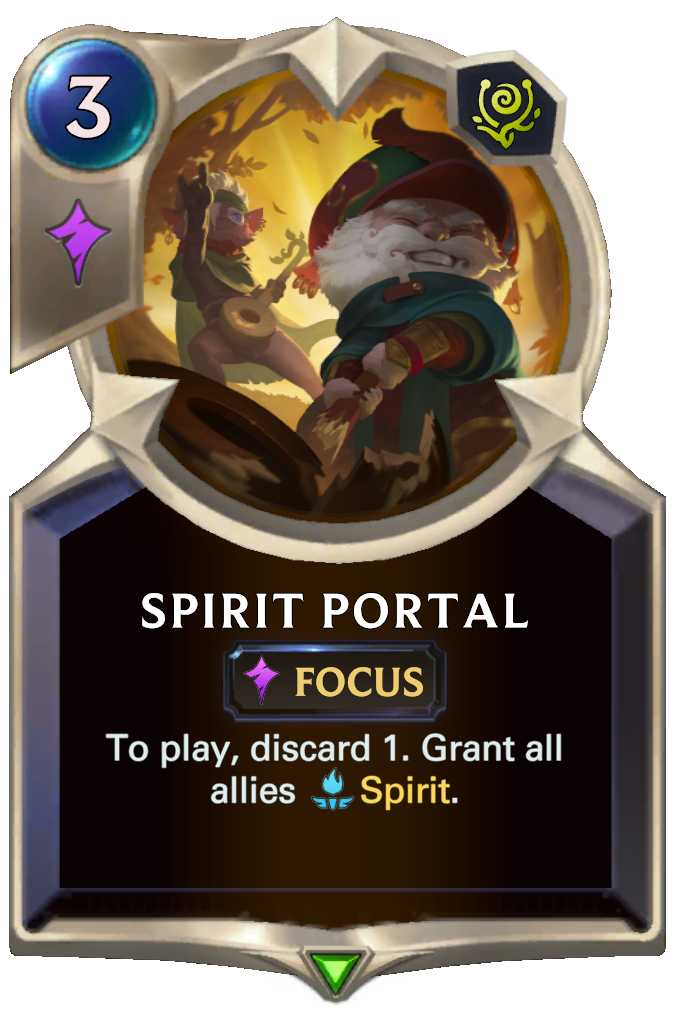 3
SPIRIT PORTAL
FOCUS
To play, discard 1. Grant all
allies Spirit.